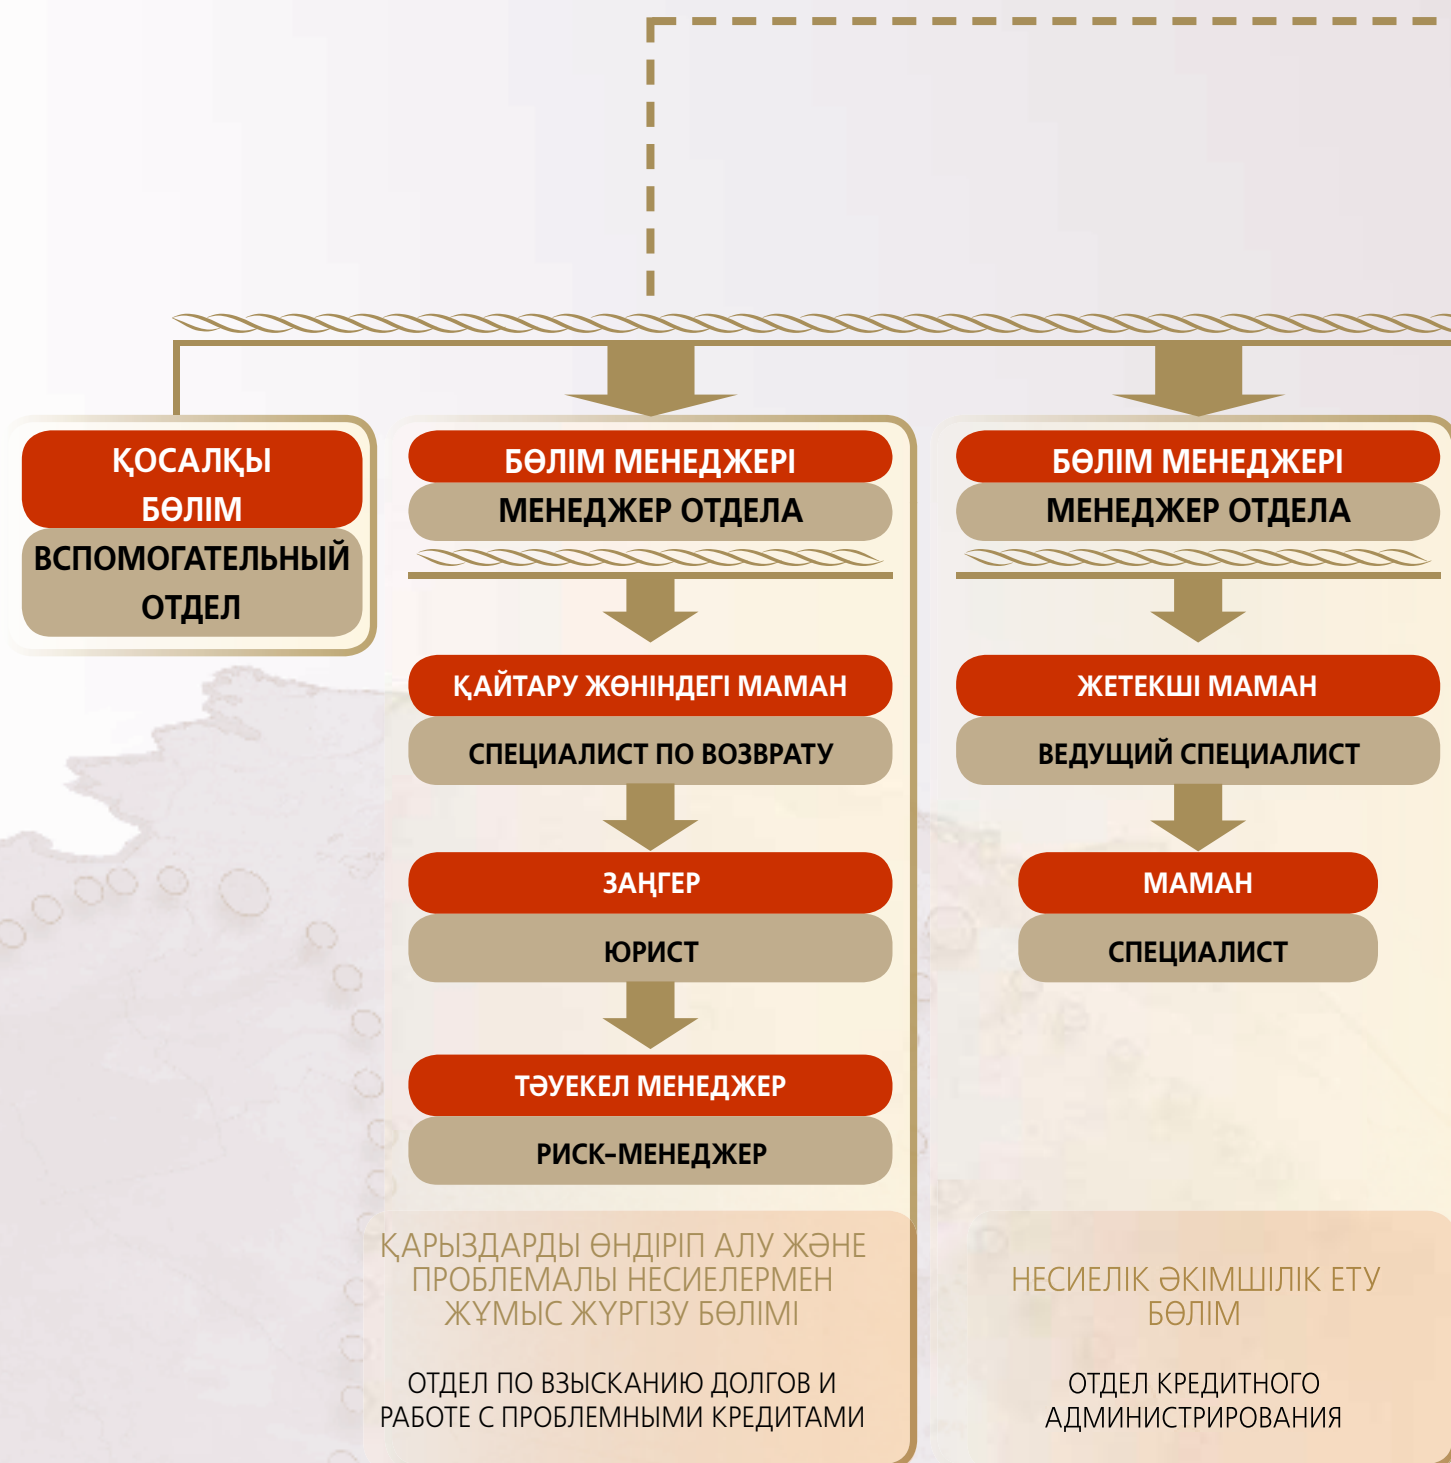 ҚОСАЛҚЫ
БӨЛІМ
ВСПОМОГАТЕЛЬНЫЙ
ОТДЕЛ
БӨЛІМ МЕНЕДЖЕРІ
МЕНЕДЖЕР ОТДЕЛА
ҚАЙТАРУ ЖӨНІНДЕГІ МАМАН
СПЕЦИАЛИСТ ПО ВОЗВРАТУ
ЗАҢГЕР
ЮРИСТ
ТӘУЕКЕЛ МЕНЕДЖЕР
РИСК-МЕНЕДЖЕР
ҚАРЫЗДАРДЫ ӨНДІРІП АЛУ ЖӘНЕ
ПРОБЛЕМАЛЫ НЕСИЕЛЕРМЕН
ЖҰМЫС ЖҮРГІЗУ БӨЛІМІ
ОТДЕЛ ПО ВЗЫСКАНИЮ ДОЛГОВ И
РАБОТЕ С ПРОБЛЕМНЫМИ КРЕДИТАМИ
БӨЛІМ МЕНЕДЖЕРІ
МЕНЕДЖЕР ОТДЕЛА
ЖЕТЕКШІ МАМАН
ВЕДУЩИЙ СПЕЦИАЛИСТ
МАМАН
СПЕЦИАЛИСТ
НЕСИЕЛІК ӘКІМШІЛІК ЕТУ
БӨЛІМ
ОТДЕЛ КРЕДИТНОГО
АДМИНИСТРИРОВАНИЯ